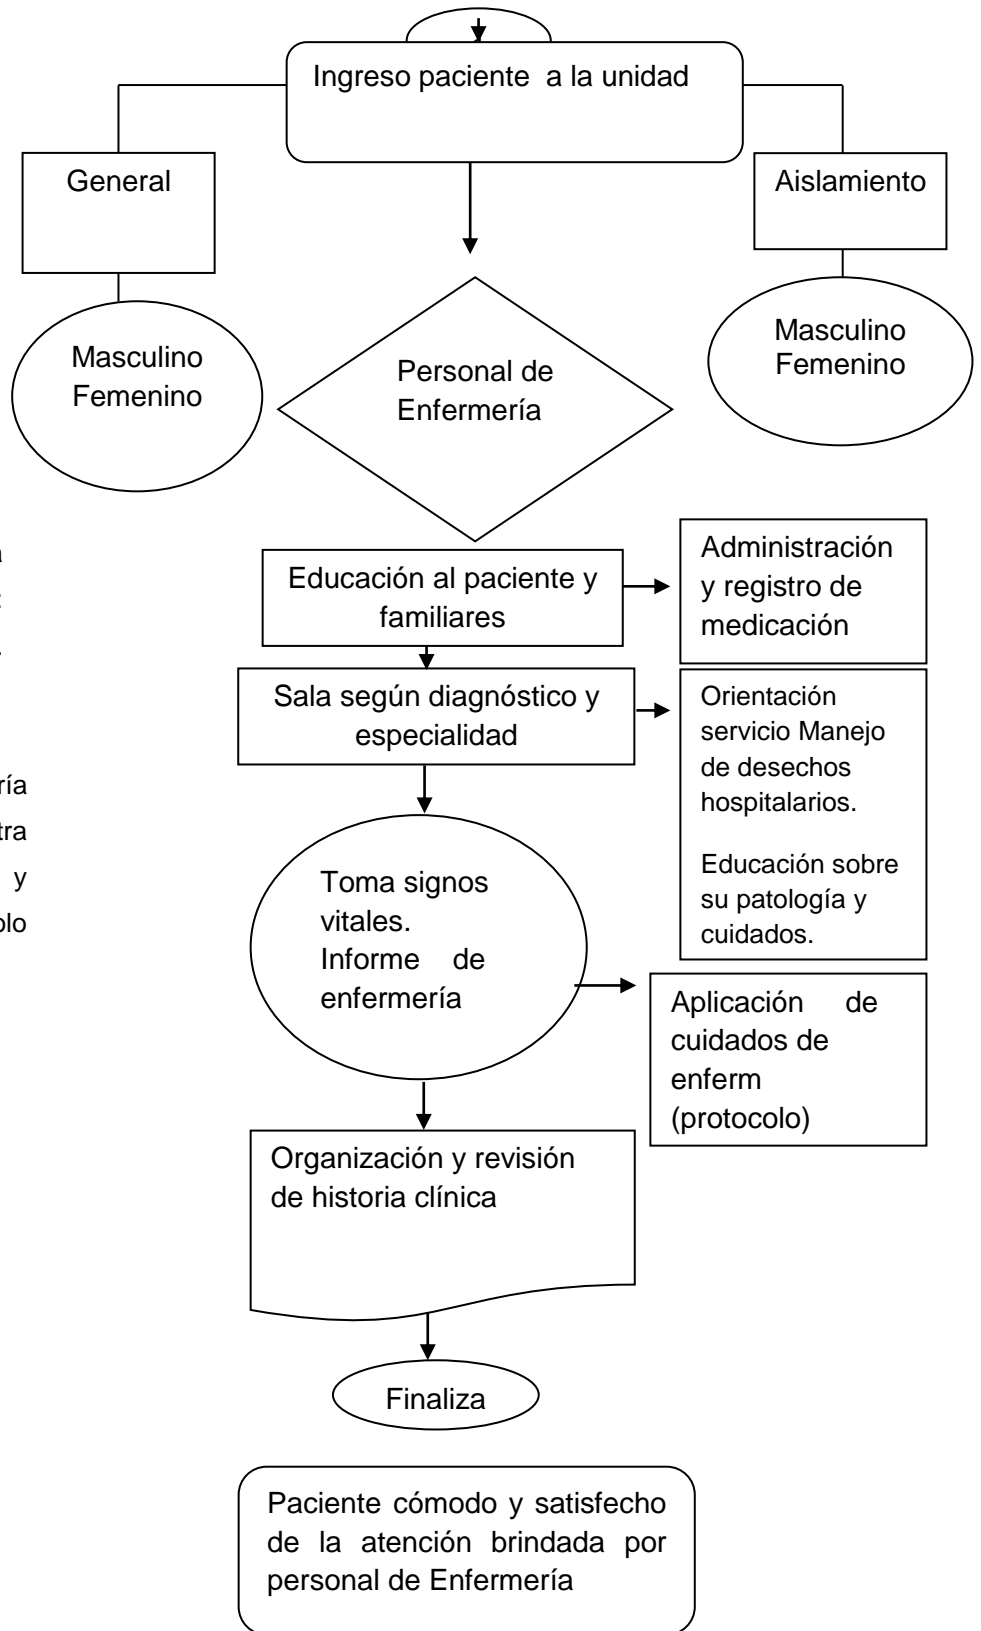 Ingreso paciente a la unidad
General
Aislamiento
Masculino
Femenino
Personal de
Enfermería
Masculino
Femenino
Educación al paciente y
familiares
Administración
y registro de
medicación
Sala según diagnóstico y
especialidad
Orientación
servicio Manejo
de desechos
hospitalarios.
Educación sobre
su patología y
cuidados.
y
Toma signos
vitales.
Informe de
enfermería
Aplicación de
cuidados de
enferm
(protocolo)
Organización y revisión
de historia clínica
Finaliza
Paciente cómodo y satisfecho
de la atención brindada por
personal de Enfermería